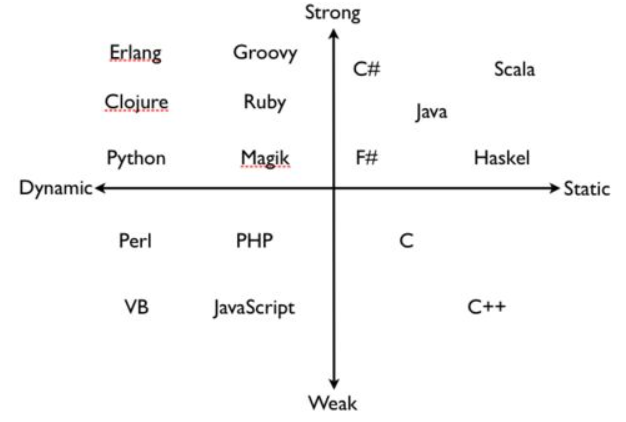 Strong
Erlang Groovy C# Scala
Clojure Ruby Java
Python Magik F# Haskel
Dynamic Static
Perl PHP C
VB JavaScript C++
Weak